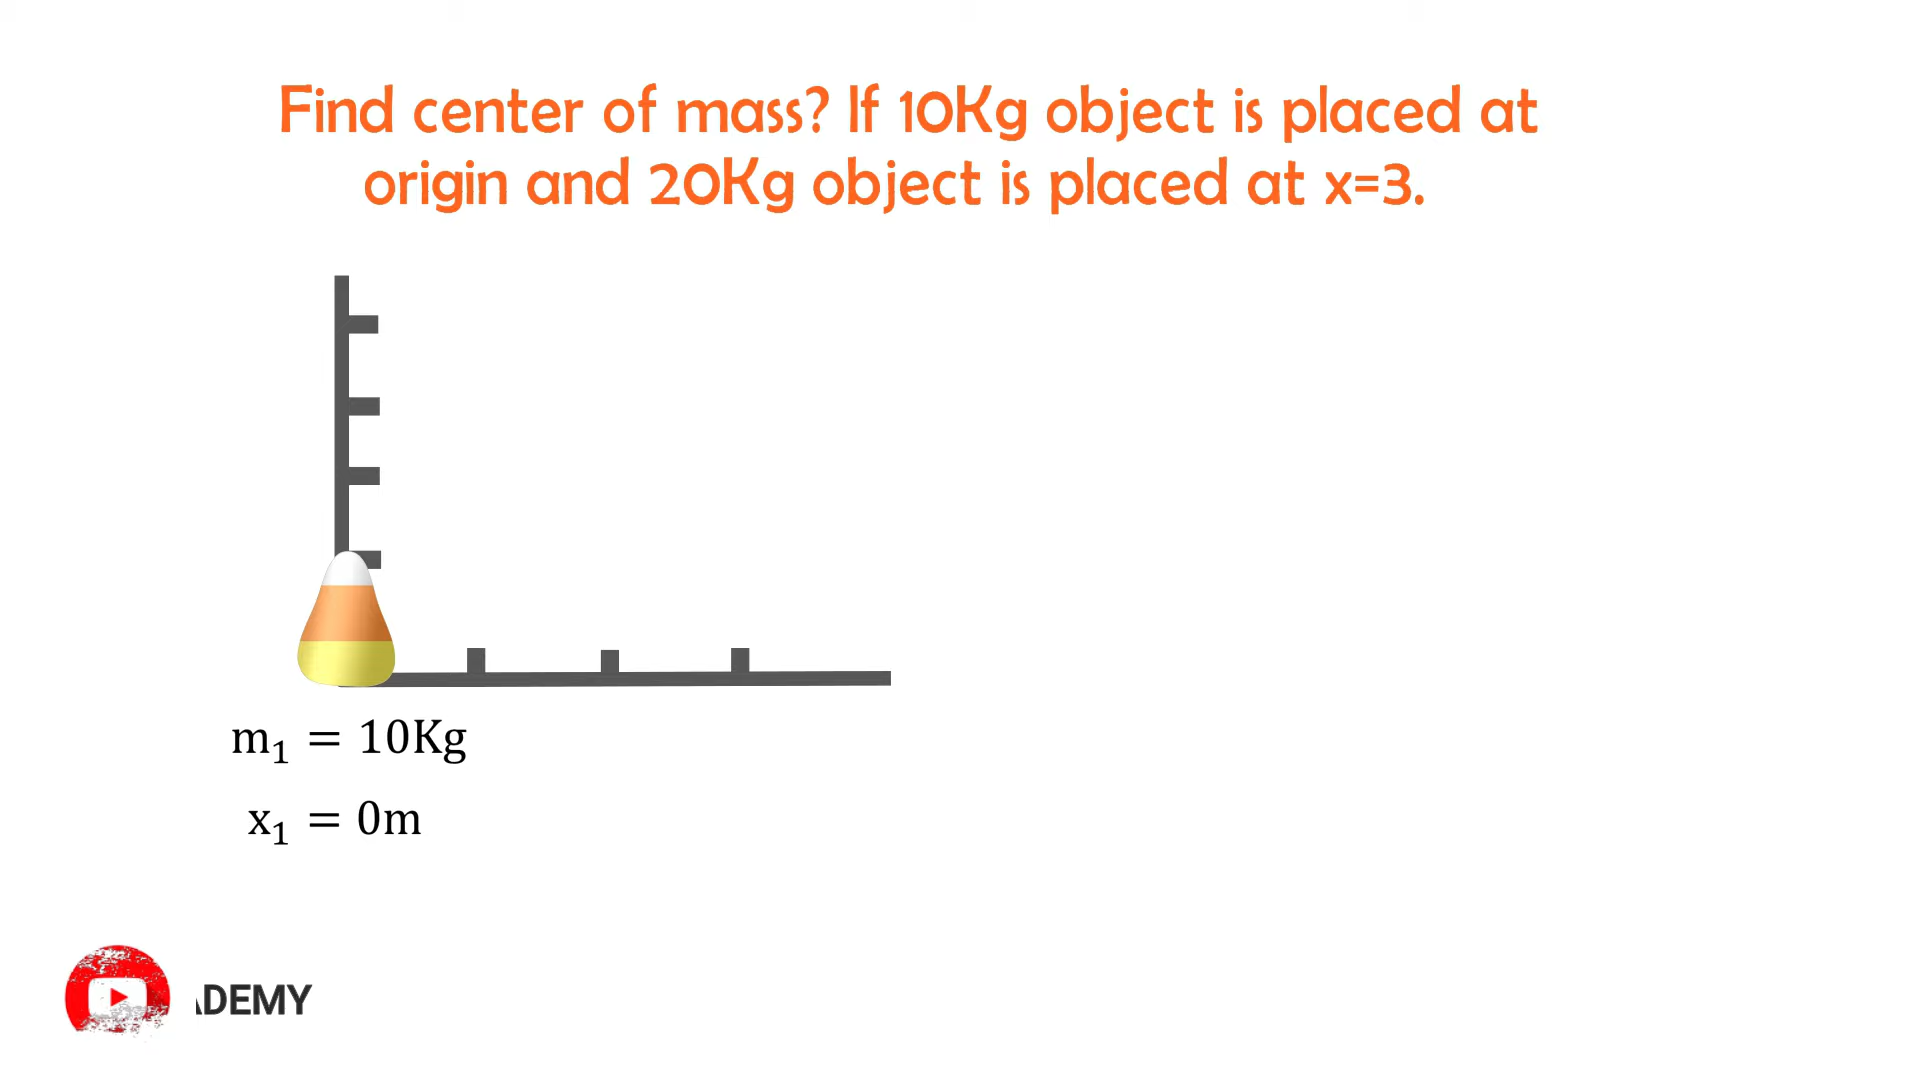 Find center of mass? If 10Kg object is placed at
origin and 20Kg object is placed at x=3.
m₁ = 10Kg
x₁ = 0m